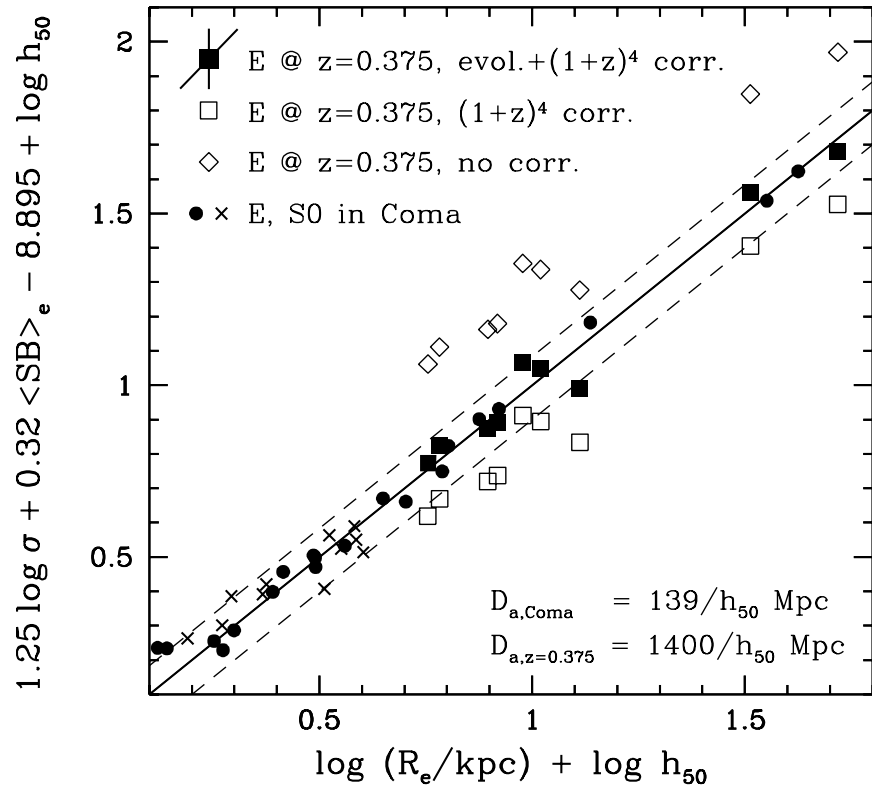 2
1.5
1
0.5
1.25 log σ + 0.32 <SB>e − 8.895 + log h50
E @ z=0.375, evol.+(1+z)⁴ corr.
E @ z=0.375, (1+z)⁴ corr.
E @ z=0.375, no corr.
E, S0 in Coma
Da,Coma = 139/h50 Mpc
Da,z=0.375 = 1400/h50 Mpc
0.5 1 1.5
log (Re/kpc) + log h50